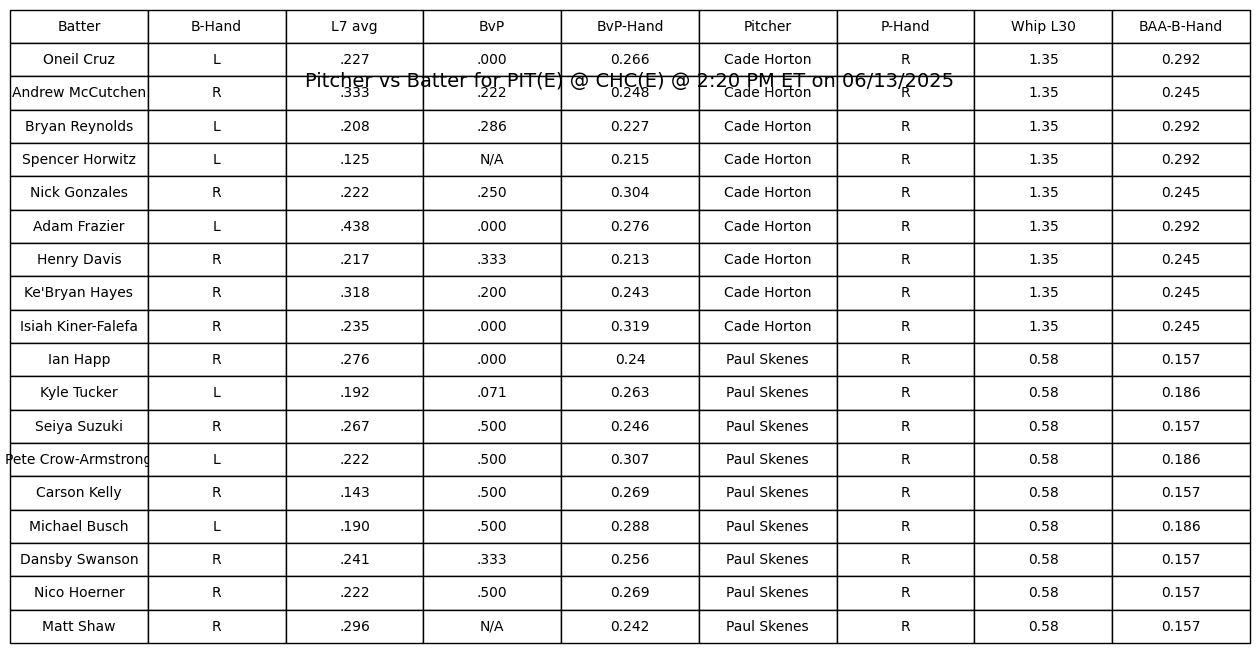 Batter B-Hand L7 avg BvP BvP-Hand Pitcher P-Hand Whip L30 BAA-B-Hand
Oneil Cruz L .227 .000 0.266 Cade Horton R 1.35 0.292
Pitcher vs Batter for PIT(E) @ CHC(E) @ 2:20 PM ET on 06/13/2025
Andrew McCutchen R .333 .222 0.248 Cade Horton R 1.35 0.245
Bryan Reynolds L .208 .286 0.227 Cade Horton R 1.35 0.292
Spencer Horwitz L .125 N/A 0.215 Cade Horton R 1.35 0.292
Nick Gonzales R .222 .250 0.304 Cade Horton R 1.35 0.245
Adam Frazier L .438 .000 0.276 Cade Horton R 1.35 0.292
Henry Davis R .217 .333 0.213 Cade Horton R 1.35 0.245
Ke'Bryan Hayes R .318 .200 0.243 Cade Horton R 1.35 0.245
Isiah Kiner-Falefa R .235 .000 0.319 Cade Horton R 1.35 0.245
Ian Happ R .276 .000 0.24 Paul Skenes R 0.58 0.157
Kyle Tucker L .192 .071 0.263 Paul Skenes R 0.58 0.186
Seiya Suzuki R .267 .500 0.246 Paul Skenes R 0.58 0.157
Pete Crow-Armstrong L .222 .500 0.307 Paul Skenes R 0.58 0.186
Carson Kelly R .143 .500 0.269 Paul Skenes R 0.58 0.157
Michael Busch L .190 .500 0.288 Paul Skenes R 0.58 0.186
Dansby Swanson R .241 .333 0.256 Paul Skenes R 0.58 0.157
Nico Hoerner R .222 .500 0.269 Paul Skenes R 0.58 0.157
Matt Shaw R .296 N/A 0.242 Paul Skenes R 0.58 0.157